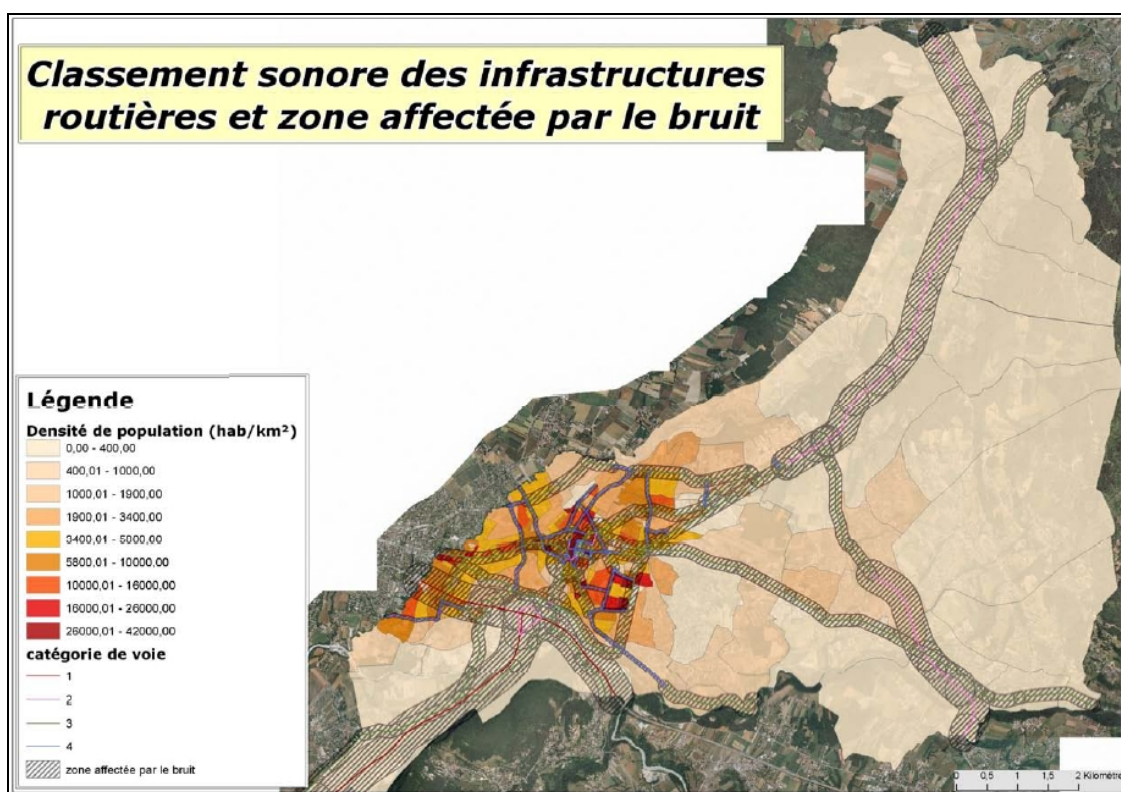 Classement sonore des infrastructures
routières et zone affectée par le bruit
Légende
Densité de population (hab/km²)
0,00 - 400,00
400,01 - 1000,00
1000,01 - 1900,00
1900,01 - 3400,00
3400,01 - 5000,00
5800,01 - 10000,00
10000,01 - 16000,00
16000,01 - 26000,00
26000,01 - 42000,00
catégorie de voie
1
2
3
4
zone affectée par le bruit
0 0,5 1 1,5 2 Kilomètre